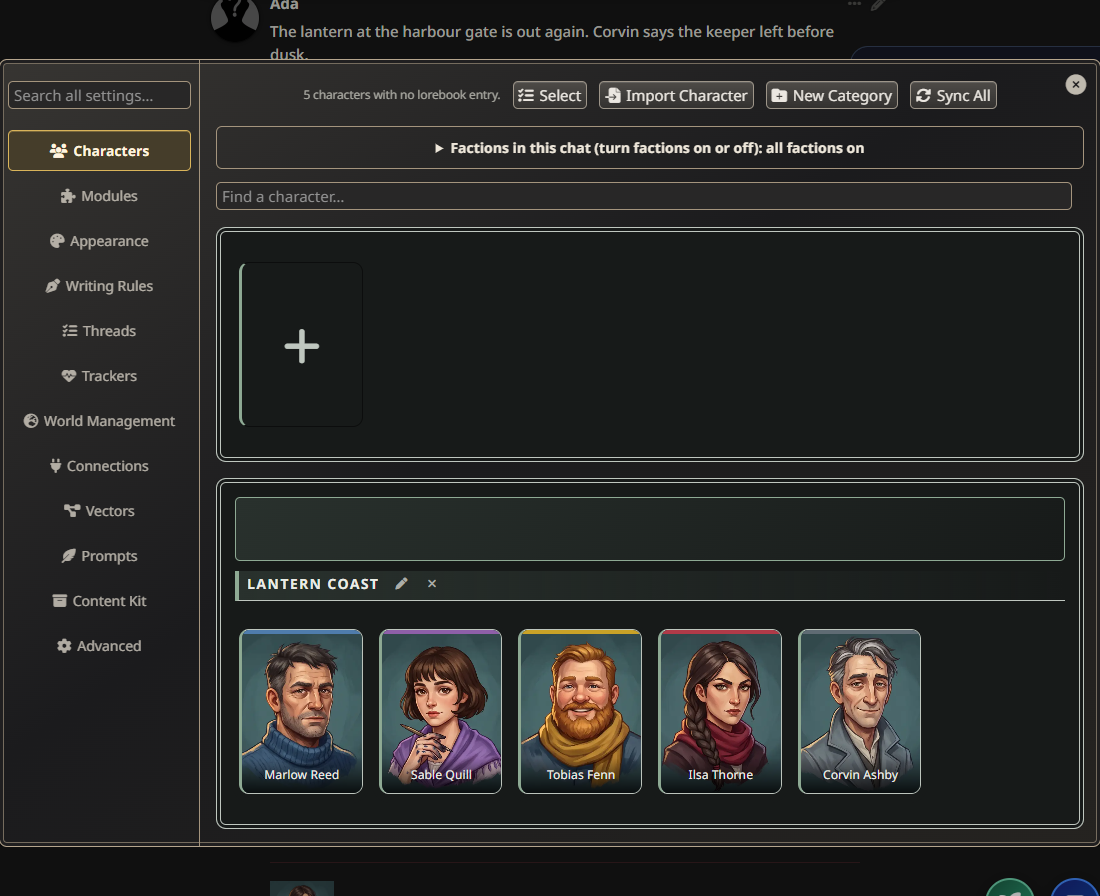 Ada
The lantern at the harbour gate is out again. Corvin says the keeper left before
dusk.
Search all settings...
5 characters with no lorebook entry.
Select
Import Character
New Category
Sync All
Characters
Modules
Appearance
Writing Rules
Threads
Trackers
World Management
Connections
Vectors
Prompts
Content Kit
Advanced
Factions in this chat (turn factions on or off): all factions on
Find a character...
LANTERN COAST
Marlow Reed
Sable Quill
Tobias Fenn
Ilsa Thorne
Corvin Ashby